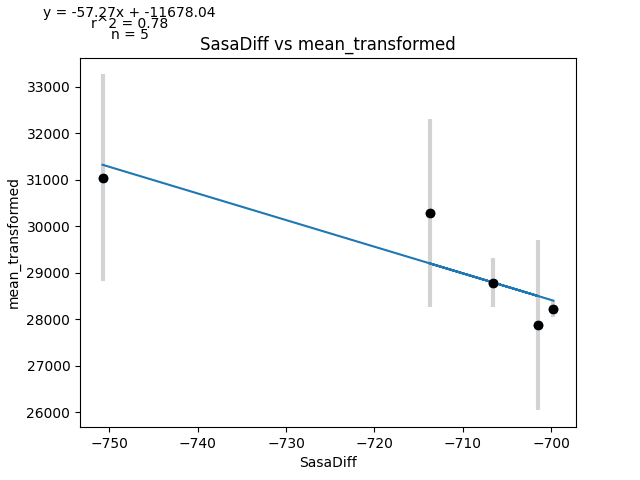 y = -57.27x + -11678.04
r^2 = 0.78
n = 5
SasaDiff vs mean_transformed
33000
32000
31000
30000
29000
28000
27000
26000
mean_transformed
−750 −740 −730 −720 −710 −700
SasaDiff